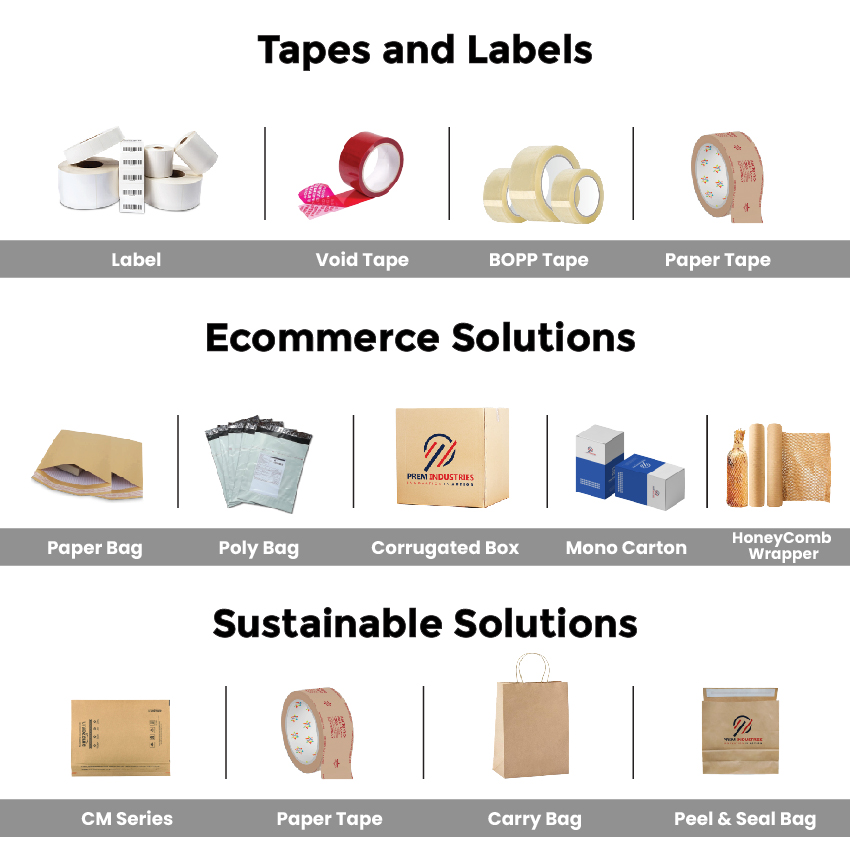 Tapes and Labels
Label
Void Tape
BOPP Tape
Paper Tape
Ecommerce Solutions
PREM INDUSTRIES
Paper Bag
Poly Bag
Corrugated Box
Mono Carton
HoneyComb
Wrapper
Sustainable Solutions
PREM INDUSTRIES
CM Series
Paper Tape
Carry Bag
Peel & Seal Bag